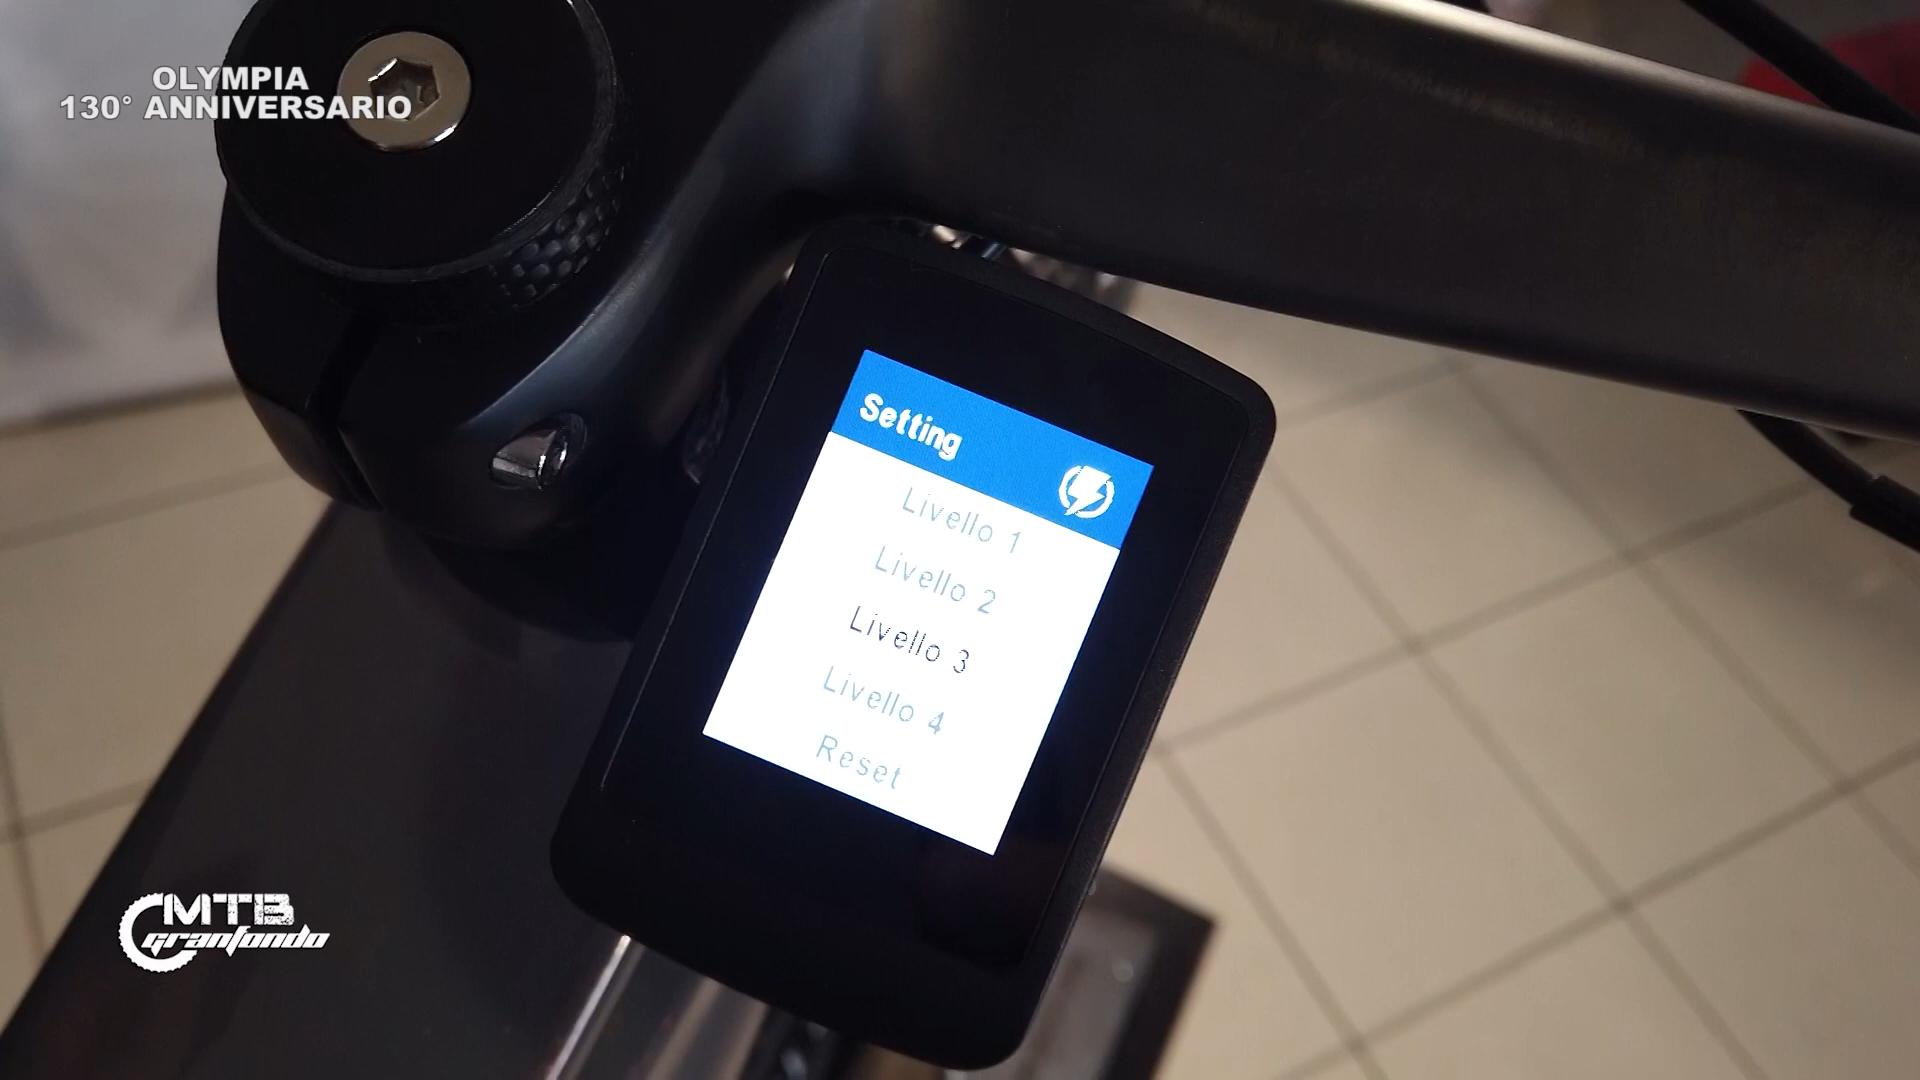 OLYMPIA
130° ANNIVERSARIO
Setting
Livello 1
Livello 2
Livello 3
Livello 4
Reset
MTB
granfondo